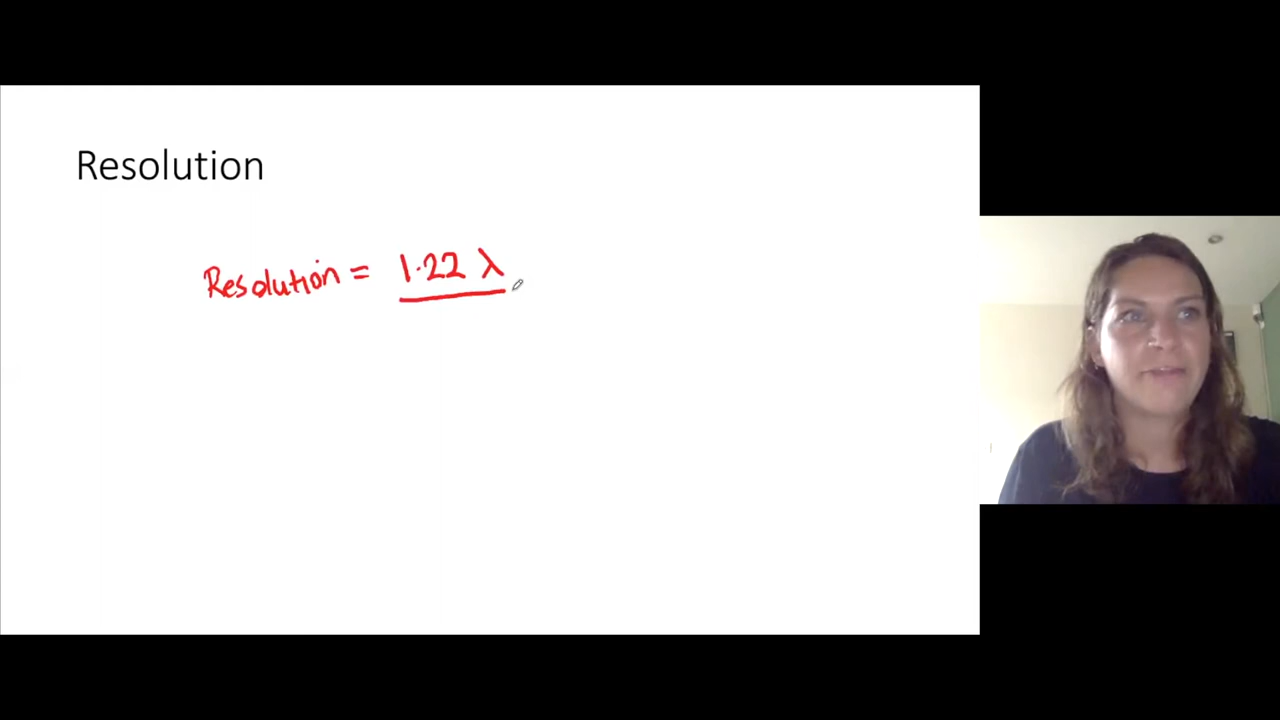 Resolution
Resolution = 1.22 λ